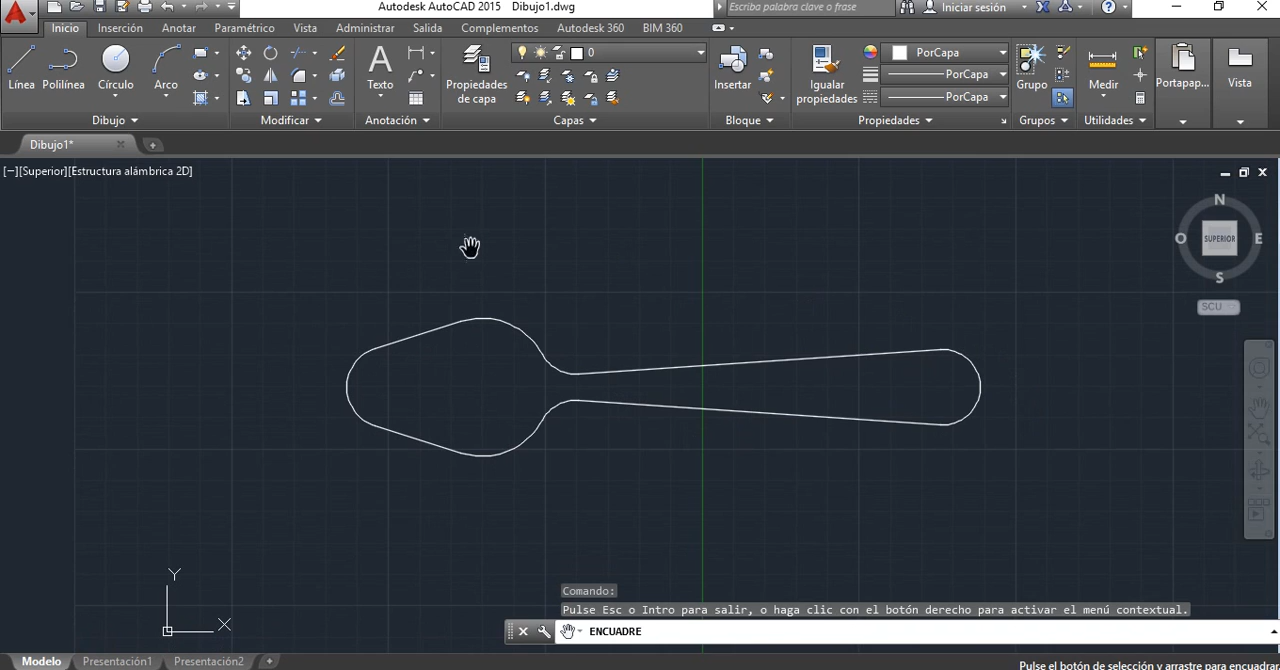 Autodesk AutoCAD 2015 Dibujo1.dwg
Escriba palabra clave o frase
Iniciar sesión
Inicio Inserción Anotar Paramétrico Vista Administrar Salida Complementos Autodesk 360 BIM 360
0
PorCapa
PorCapa
PorCapa
Línea Polilínea Círculo Arco
Texto
Propiedades de capa
Insertar
Igualar propiedades
Grupo
Medir
Portapap...
Vista
Dibujo Modificar Anotación Capas Bloque Propiedades Grupos Utilidades
Dibujo1*
[−][Superior][Estructura alámbrica 2D]
N
O SUPERIOR E
S
SCU
Y
X
Comando:
Pulse Esc o Intro para salir, o haga clic con el botón derecho para activar el menú contextual.
ENCUADRE
Modelo Presentación1 Presentación2
Pulse el botón de selección y arrastre para encuadrar